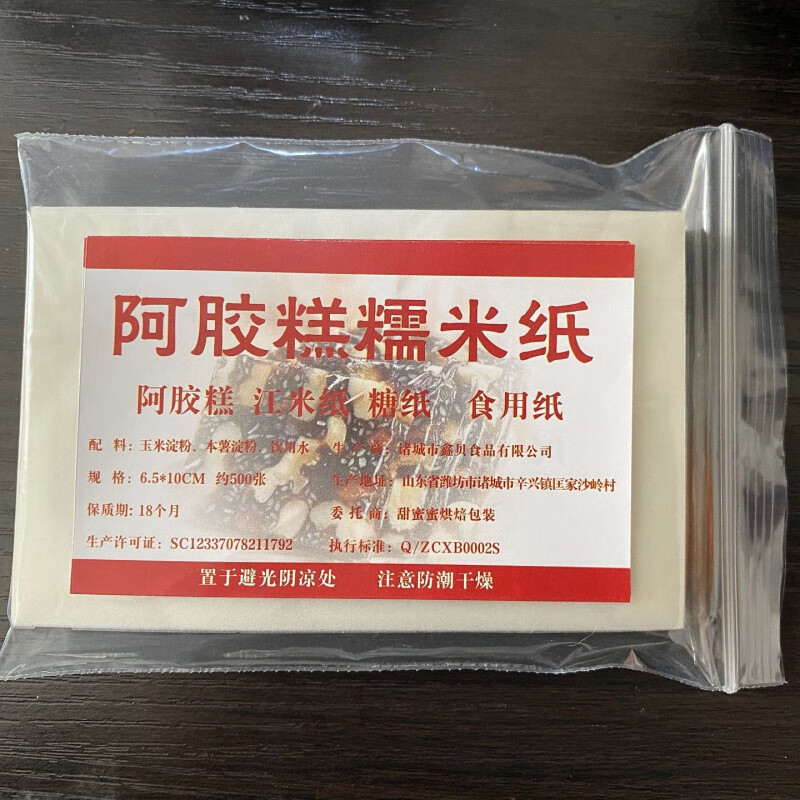 阿胶糕糯米纸
阿胶糕 江米纸 糖纸 食用纸
配 料：玉米淀粉、本薯淀粉、饮用水 生 产 商：诸城市鑫贝食品有限公司
规 格：6.5*10CM 约500张 生产地址：山东省潍坊市诸城市辛兴镇匡家沙岭村
保质期：18个月 委 托 商：甜蜜蜜烘焙包装
生产许可证：SC12337078211792 执行标准：Q/ZCXB0002S
置于避光阴凉处 注意防潮干燥